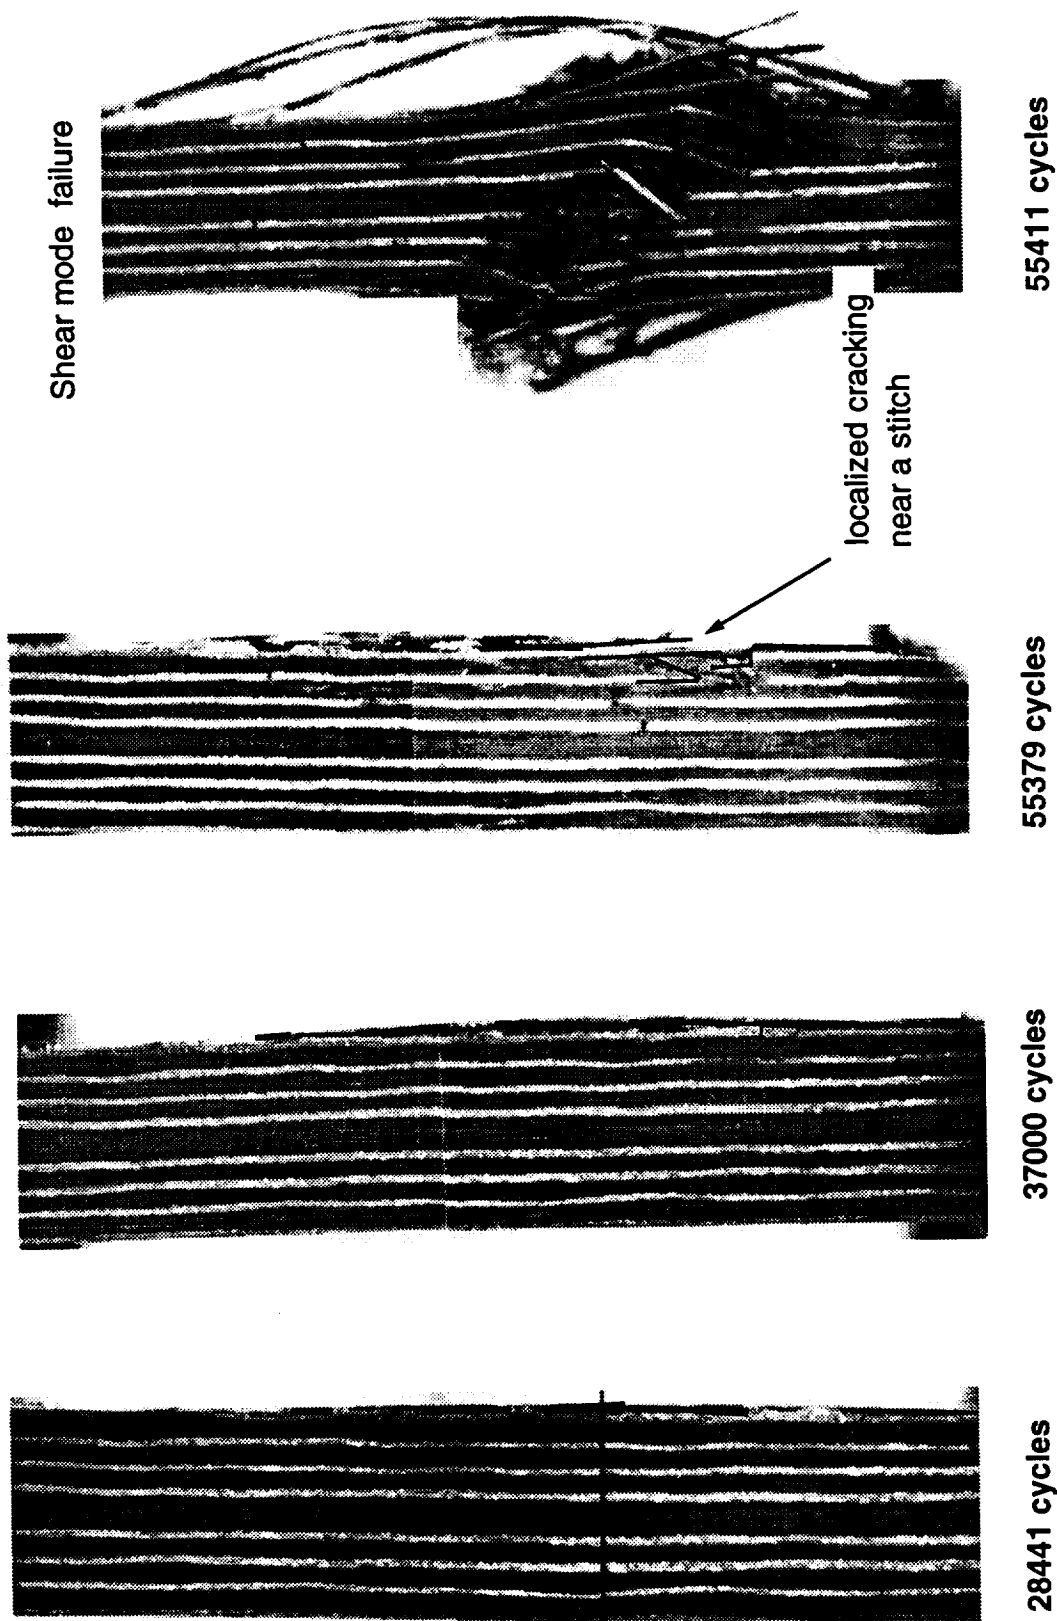 Shear mode failure
localized cracking
near a stitch
28441 cycles
37000 cycles
55379 cycles
55411 cycles